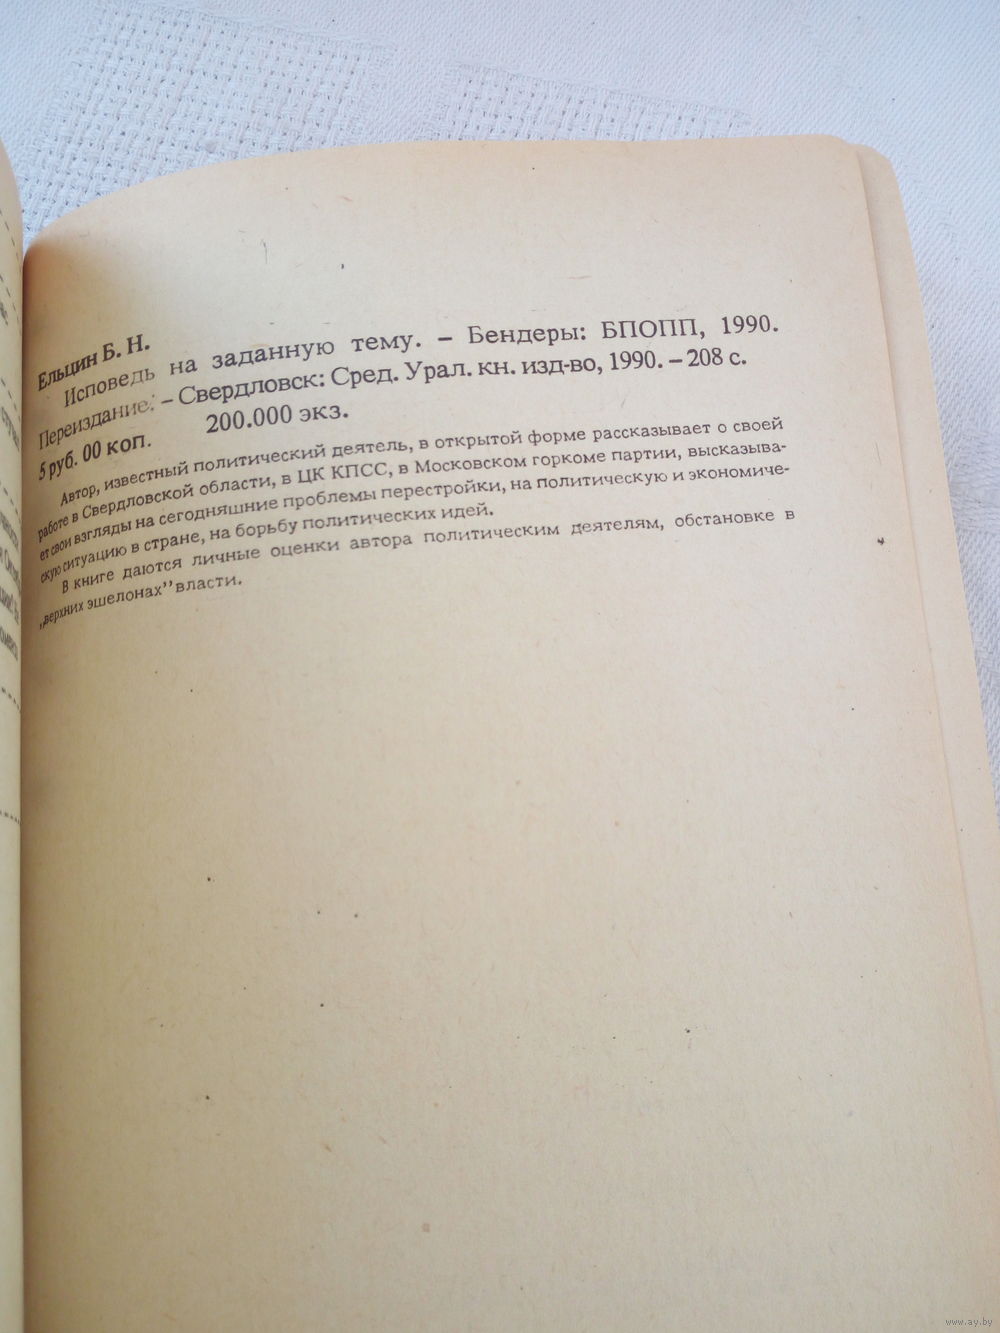 Ельцин Б. Н.
Исповедь на заданную тему. – Бендеры: БПОПП, 1990.
Переиздание: – Свердловск: Сред. Урал. кн. изд-во, 1990. – 208 с.
5 руб. 00 коп. 200.000 экз.
Автор, известный политический деятель, в открытой форме рассказывает о своей
работе в Свердловской области, в ЦК КПСС, в Московском горкоме партии, высказыва-
ет свои взгляды на сегодняшние проблемы перестройки, на политическую и экономиче-
скую ситуацию в стране, на борьбу политических идей.
В книге даются личные оценки автора политическим деятелям, обстановке в
„верхних эшелонах” власти.
www.ay.by